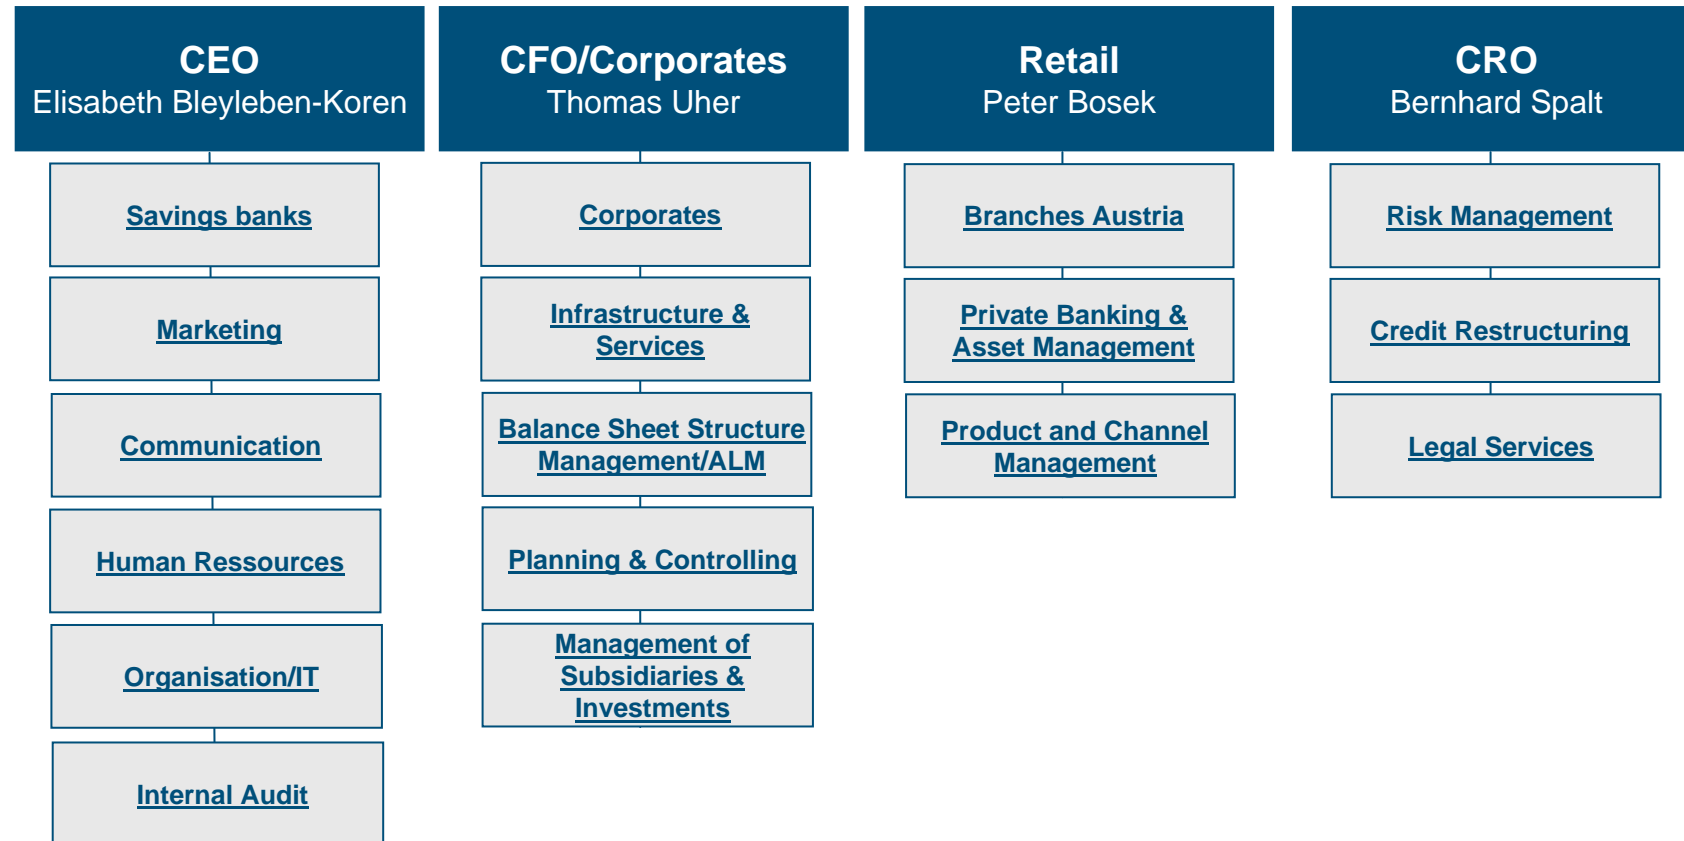 CEO
Elisabeth Bleyleben-Koren
Savings banks
Marketing
Communication
Human Ressources
Organisation/IT
Internal Audit
CFO/Corporates
Thomas Uher
Corporates
Infrastructure &
Services
Balance Sheet Structure
Management/ALM
Planning & Controlling
Management of
Subsidiaries &
Investments
Retail
Peter Bosek
Branches Austria
Private Banking &
Asset Management
Product and Channel
Management
CRO
Bernhard Spalt
Risk Management
Credit Restructuring
Legal Services